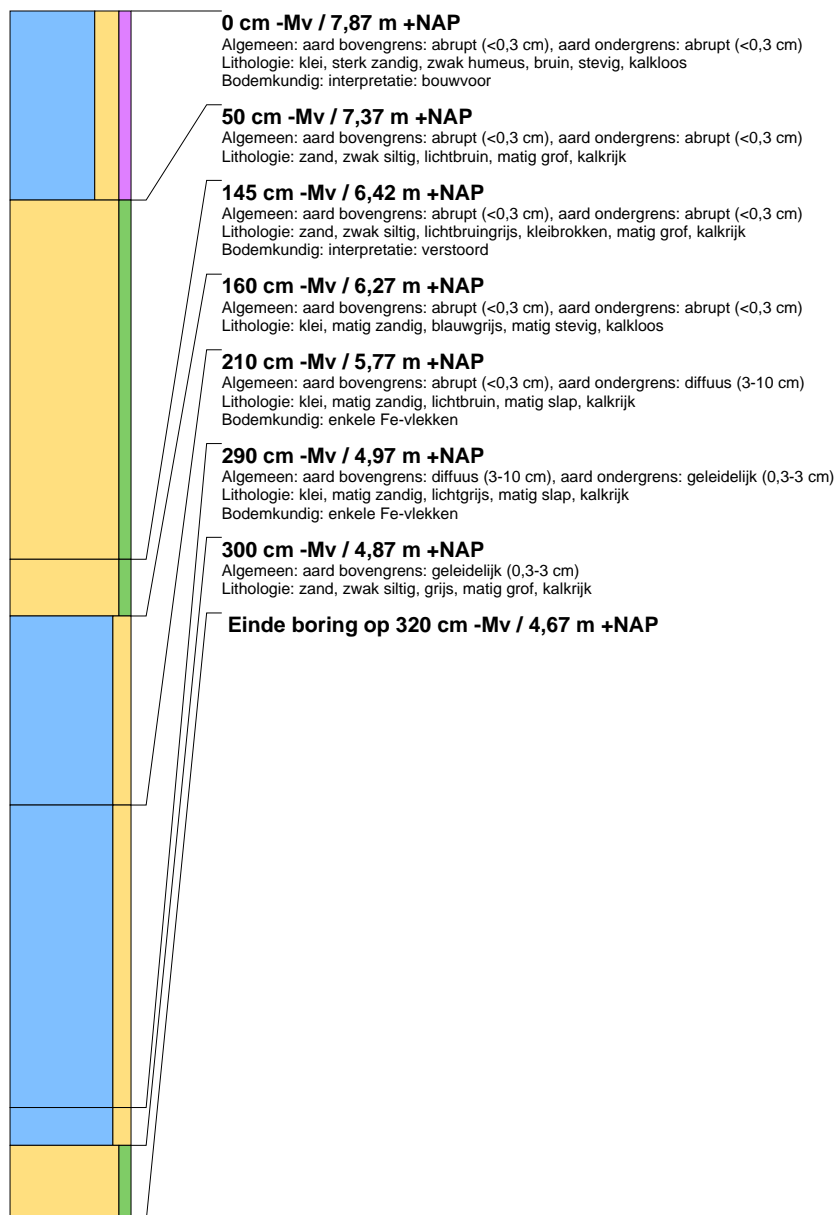 0 cm -Mv / 7,87 m +NAP
Algemeen: aard bovengrens: abrupt (<0,3 cm), aard ondergrens: abrupt (<0,3 cm)
Lithologie: klei, sterk zandig, zwak humeus, bruin, stevig, kalkloos
Bodemkundig: interpretatie: bouwvoor
50 cm -Mv / 7,37 m +NAP
Algemeen: aard bovengrens: abrupt (<0,3 cm), aard ondergrens: abrupt (<0,3 cm)
Lithologie: zand, zwak siltig, lichtbruin, matig grof, kalkrijk
145 cm -Mv / 6,42 m +NAP
Algemeen: aard bovengrens: abrupt (<0,3 cm), aard ondergrens: abrupt (<0,3 cm)
Lithologie: zand, zwak siltig, lichtbruingrijs, kleibrokken, matig grof, kalkrijk
Bodemkundig: interpretatie: verstoord
160 cm -Mv / 6,27 m +NAP
Algemeen: aard bovengrens: abrupt (<0,3 cm), aard ondergrens: abrupt (<0,3 cm)
Lithologie: klei, matig zandig, blauwgrijs, matig stevig, kalkloos
210 cm -Mv / 5,77 m +NAP
Algemeen: aard bovengrens: abrupt (<0,3 cm), aard ondergrens: diffuus (3-10 cm)
Lithologie: klei, matig zandig, lichtbruin, matig slap, kalkrijk
Bodemkundig: enkele Fe-vlekken
290 cm -Mv / 4,97 m +NAP
Algemeen: aard bovengrens: diffuus (3-10 cm), aard ondergrens: geleidelijk (0,3-3 cm)
Lithologie: klei, matig zandig, lichtgrijs, matig slap, kalkrijk
Bodemkundig: enkele Fe-vlekken
300 cm -Mv / 4,87 m +NAP
Algemeen: aard bovengrens: geleidelijk (0,3-3 cm)
Lithologie: zand, zwak siltig, grijs, matig grof, kalkrijk
Einde boring op 320 cm -Mv / 4,67 m +NAP